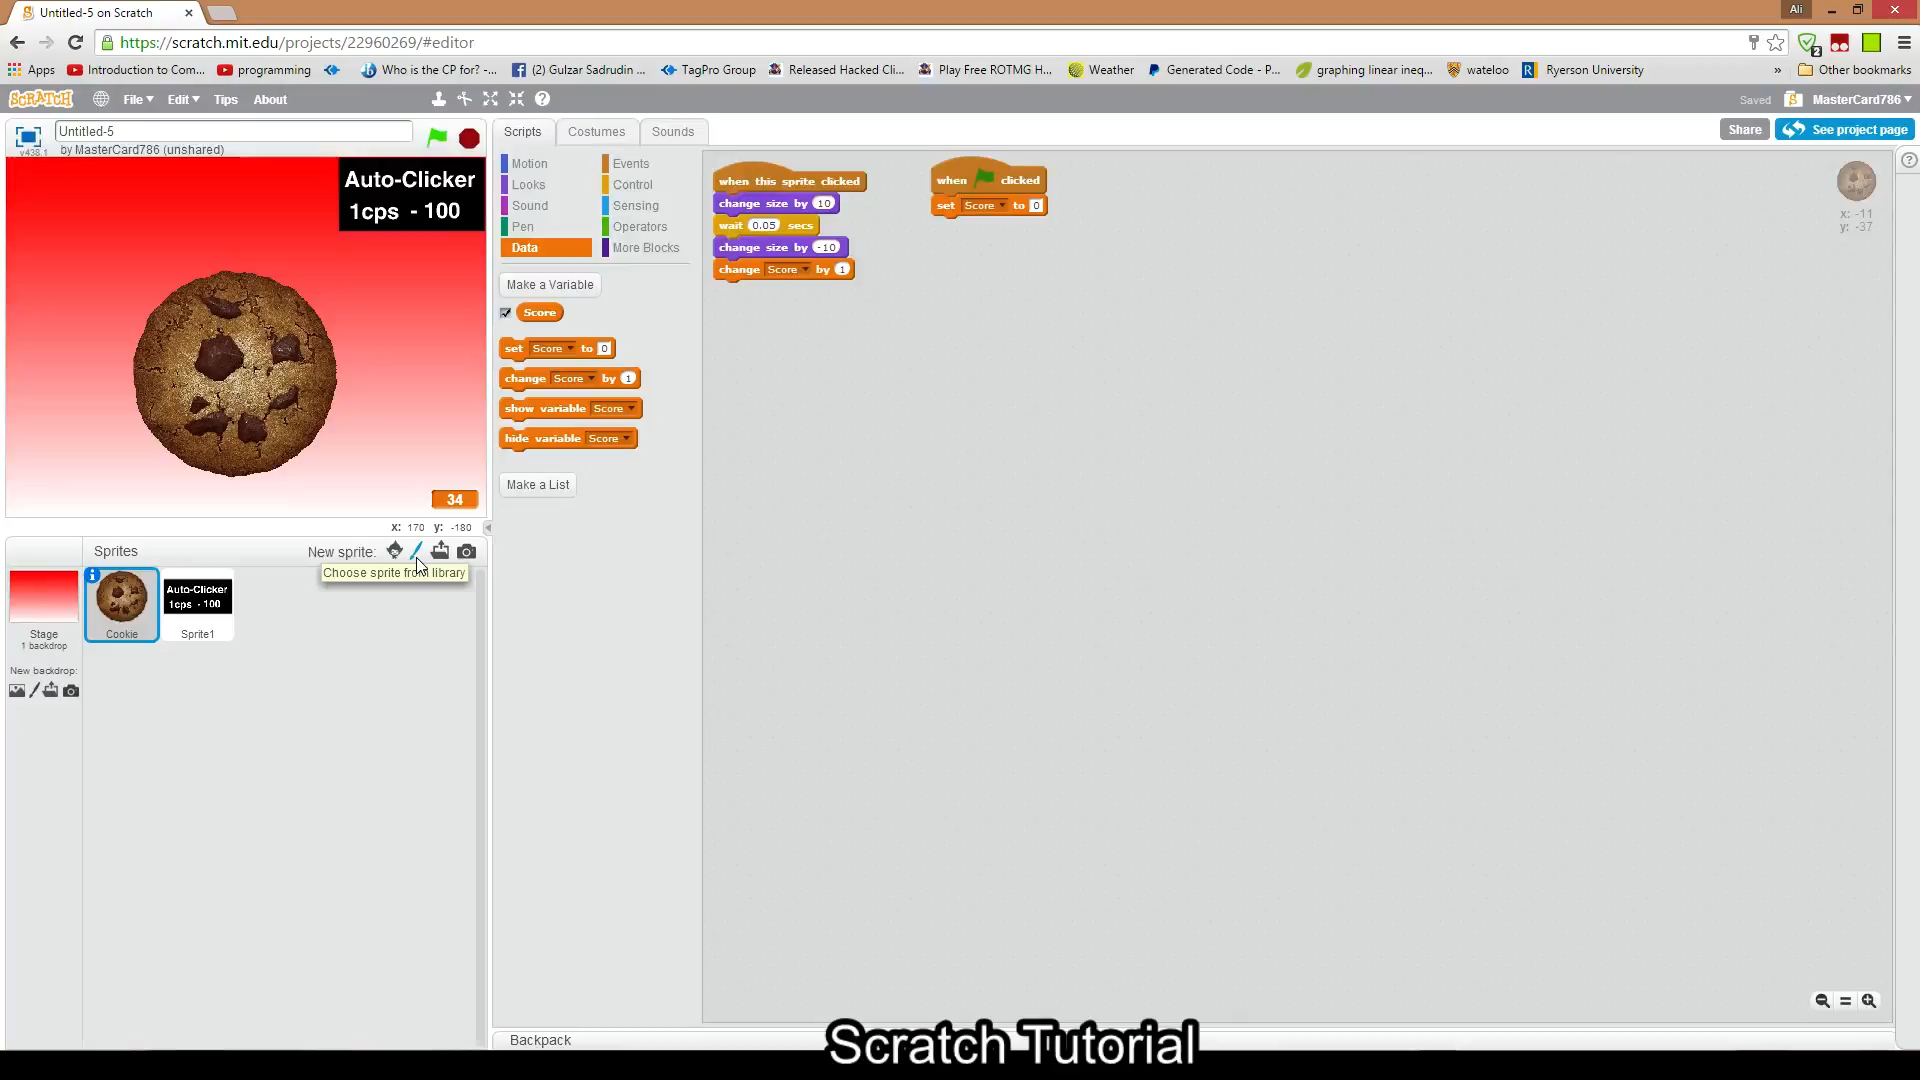 Untitled-5 on Scratch
Ali
https://scratch.mit.edu/projects/22960269/#editor
2
Apps
Introduction to Com...
programming
Who is the CP for? -...
(2) Gulzar Sadrudin ...
TagPro Group
Released Hacked Cli...
Play Free ROTMG H...
Weather
Generated Code - P...
graphing linear ineq...
wateloo
Ryerson University
»
Other bookmarks
SCRATCH
File
Edit
Tips
About
Saved
MasterCard786
Untitled-5
by MasterCard786 (unshared)
v438.1
Scripts
Costumes
Sounds
Share
See project page
Auto-Clicker
1cps - 100
34
x: 170 y: -180
Motion
Looks
Sound
Pen
Data
Events
Control
Sensing
Operators
More Blocks
Make a Variable
Score
set Score to 0
change Score by 1
show variable Score
hide variable Score
Make a List
when this sprite clicked
change size by 10
wait 0.05 secs
change size by -10
change Score by 1
when clicked
set Score to 0
x: -11
y: -37
Sprites
New sprite:
Choose sprite from library
Stage
1 backdrop
New backdrop:
Cookie
Auto-Clicker
1cps - 100
Sprite1
Backpack
Scratch Tutorial